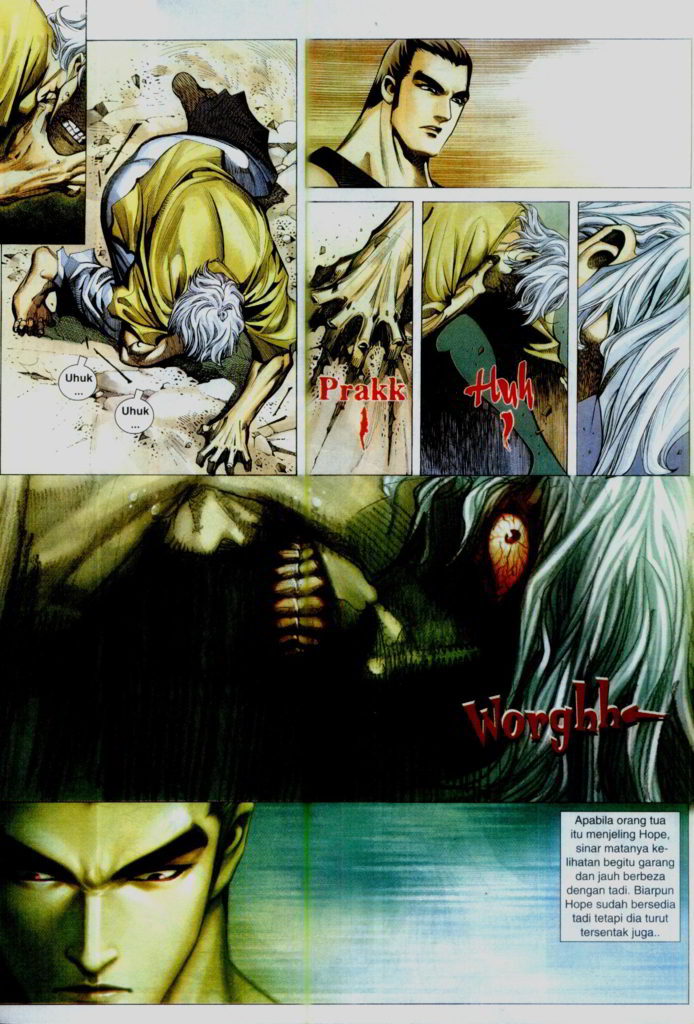 Uhuk
...
Uhuk
...
Prakk
!
Huh
?
Worghh
Apabila orang tua
itu menjeling Hope,
sinar matanya ke-
lihatan begitu garang
dan jauh berbeza
dengan tadi. Biarpun
Hope sudah bersedia
tadi tetapi dia turut
tersentak juga..